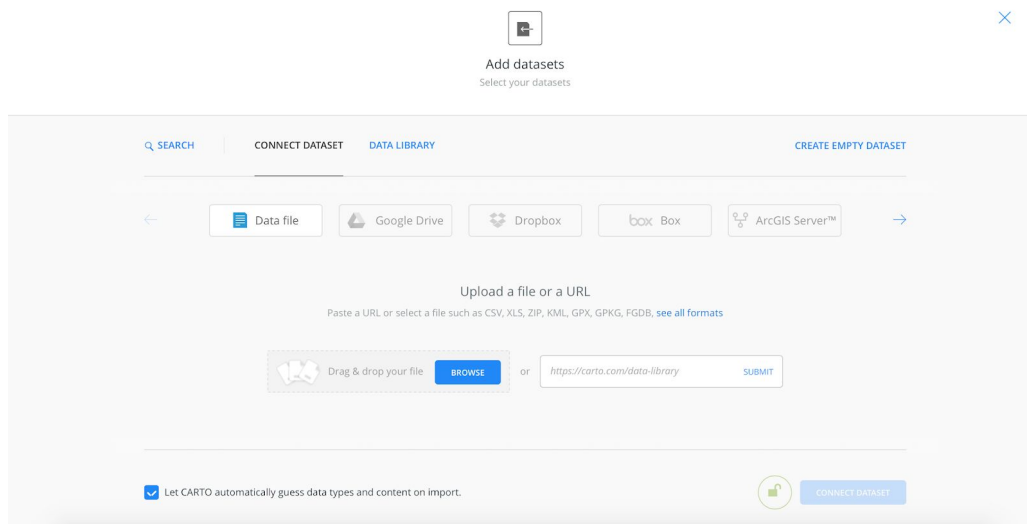 Add datasets
Select your datasets
SEARCH
CONNECT DATASET
DATA LIBRARY
CREATE EMPTY DATASET
Data file
Google Drive
Dropbox
box Box
ArcGIS Server™
Upload a file or a URL
Paste a URL or select a file such as CSV, XLS, ZIP, KML, GPX, GPKG, FGDB, see all formats
Drag & drop your file
BROWSE
or
https://carto.com/data-library
SUBMIT
Let CARTO automatically guess data types and content on import.
CONNECT DATASET